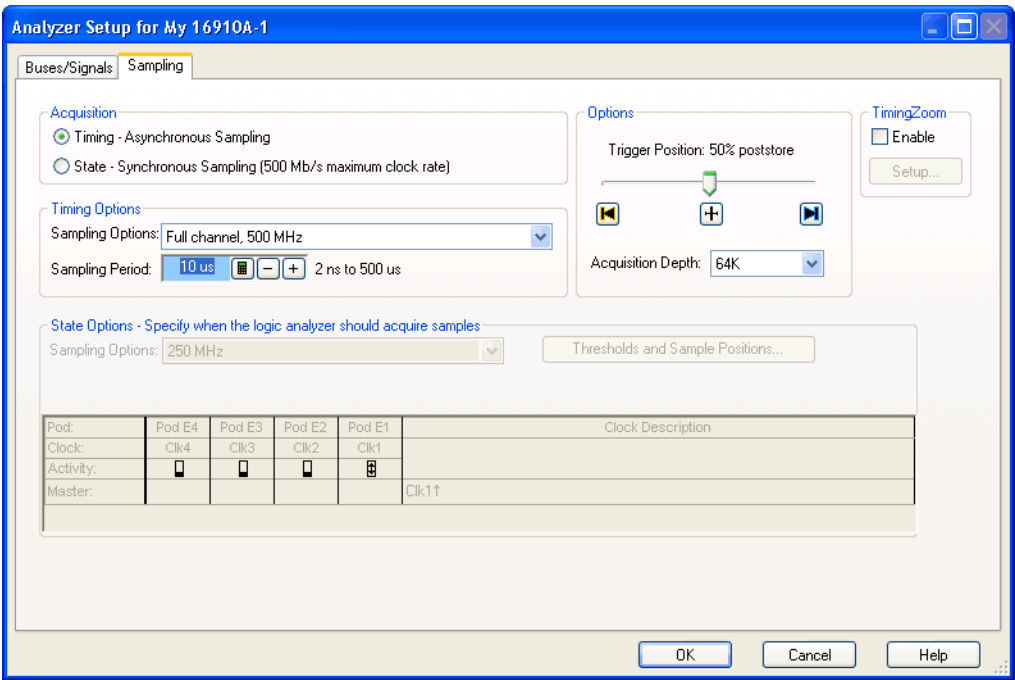 Analyzer Setup for My 16910A-1
Buses/Signals Sampling
Acquisition
Timing - Asynchronous Sampling
State - Synchronous Sampling (500 Mb/s maximum clock rate)
Options
Trigger Position: 50% poststore
TimingZoom
Enable
Setup...
Timing Options
Sampling Options: Full channel, 500 MHz
Sampling Period: 10 us 2 ns to 500 us
Acquisition Depth: 64K
State Options - Specify when the logic analyzer should acquire samples
Sampling Options: 250 MHz Thresholds and Sample Positions...
Pod: Pod E4 Pod E3 Pod E2 Pod E1 Clock Description
Clock: Clk4 Clk3 Clk2 Clk1
Activity:
Master: Clk1↑
OK Cancel Help